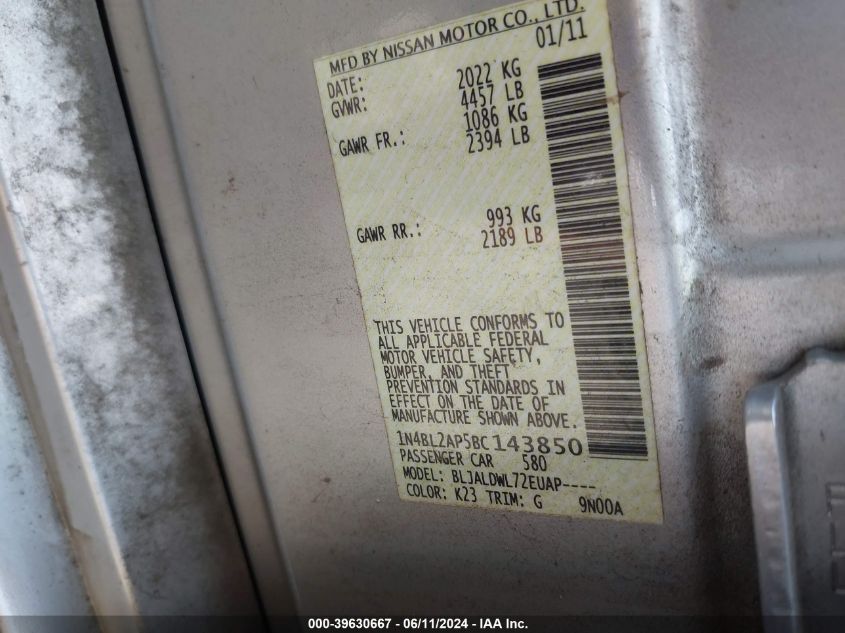 MFD BY NISSAN MOTOR CO., LTD.
DATE: 01/11
GVWR: 2022 KG
4457 LB
GAWR FR.: 1086 KG
2394 LB
GAWR RR.: 993 KG
2189 LB
THIS VEHICLE CONFORMS TO
ALL APPLICABLE FEDERAL
MOTOR VEHICLE SAFETY,
BUMPER, AND THEFT
PREVENTION STANDARDS IN
EFFECT ON THE DATE OF
MANUFACTURE SHOWN ABOVE.
1N4BL2AP5BC143850
PASSENGER CAR 580
MODEL: BLJALDWL72EUAP----
COLOR: K23 TRIM: G 9N00A
000-39630667 - 06/11/2024 - IAA Inc.